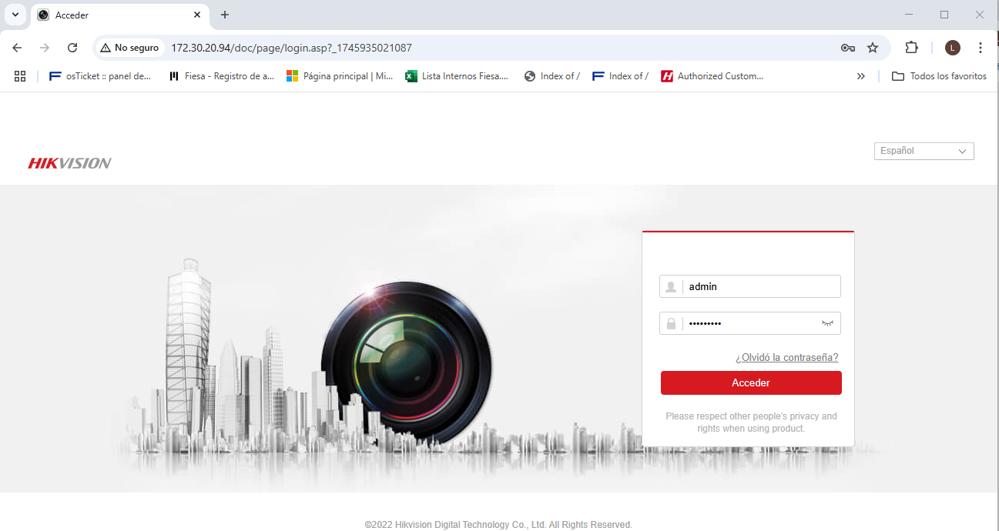 Acceder
No seguro
172.30.20.94/doc/page/login.asp?_1745935021087
L
osTicket :: panel de...
Fiesa - Registro de a...
Página principal | Mi...
Lista Internos Fiesa....
Index of /
Index of /
Authorized Custom...
Todos los favoritos
HIKVISION
Español
admin
•••••••••
¿Olvidó la contraseña?
Acceder
Please respect other people's privacy and
rights when using product.
©2022 Hikvision Digital Technology Co., Ltd. All Rights Reserved.